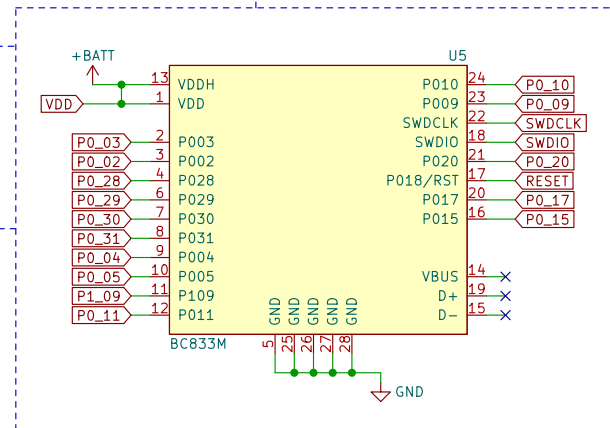 +BATT
U5
13 VDDH P010 24 P0_10
VDD 1 VDD P009 23 P0_09
SWDCLK 22 SWDCLK
P0_03 2 P003 SWDIO 18 SWDIO
P0_02 3 P002 P020 21 P0_20
P0_28 4 P028 P018/RST 17 RESET
P0_29 6 P029 P017 20 P0_17
P0_30 7 P030 P015 16 P0_15
P0_31 8 P031
P0_04 9 P004
P0_05 10 P005 VBUS 14
P1_09 11 P109 D+ 19
P0_11 12 P011 D- 15
GND GND GND GND GND
BC833M
5 25 26 27 28
GND